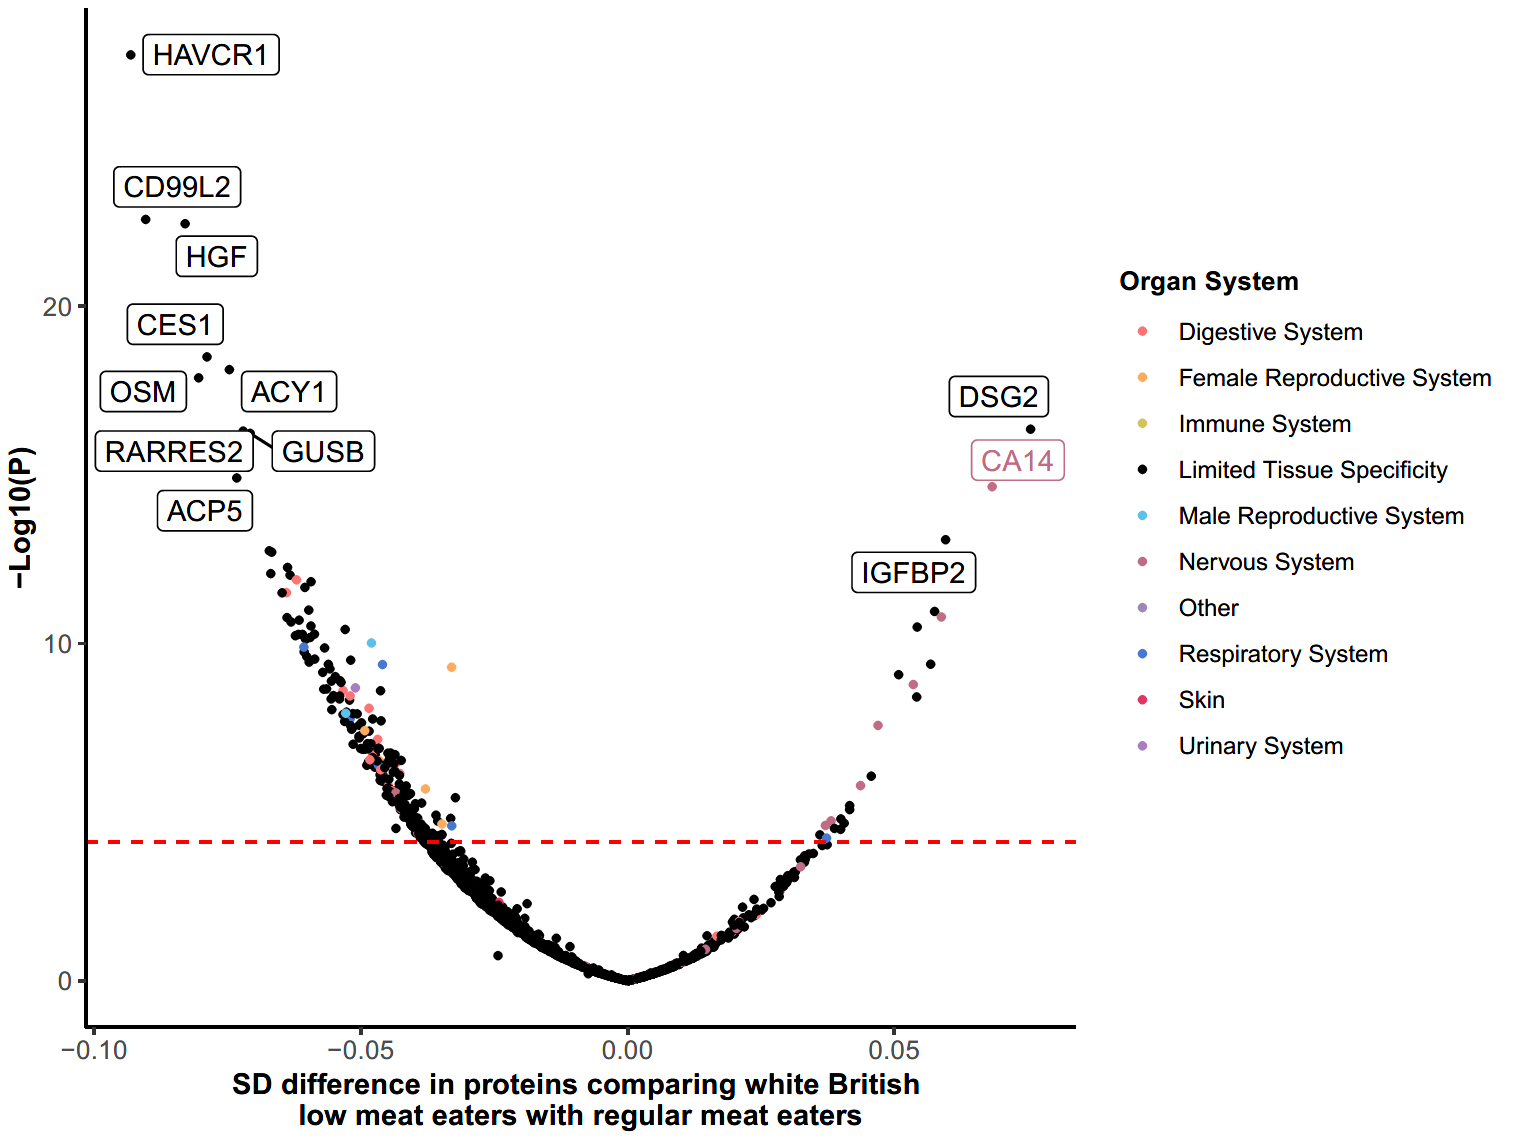 HAVCR1
CD99L2
HGF
20
CES1
OSM
ACY1
DSG2
RARRES2
GUSB
CA14
ACP5
IGFBP2
10
0
−Log10(P)
−0.10
−0.05
0.00
0.05
SD difference in proteins comparing white British
low meat eaters with regular meat eaters
Organ System
Digestive System
Female Reproductive System
Immune System
Limited Tissue Specificity
Male Reproductive System
Nervous System
Other
Respiratory System
Skin
Urinary System